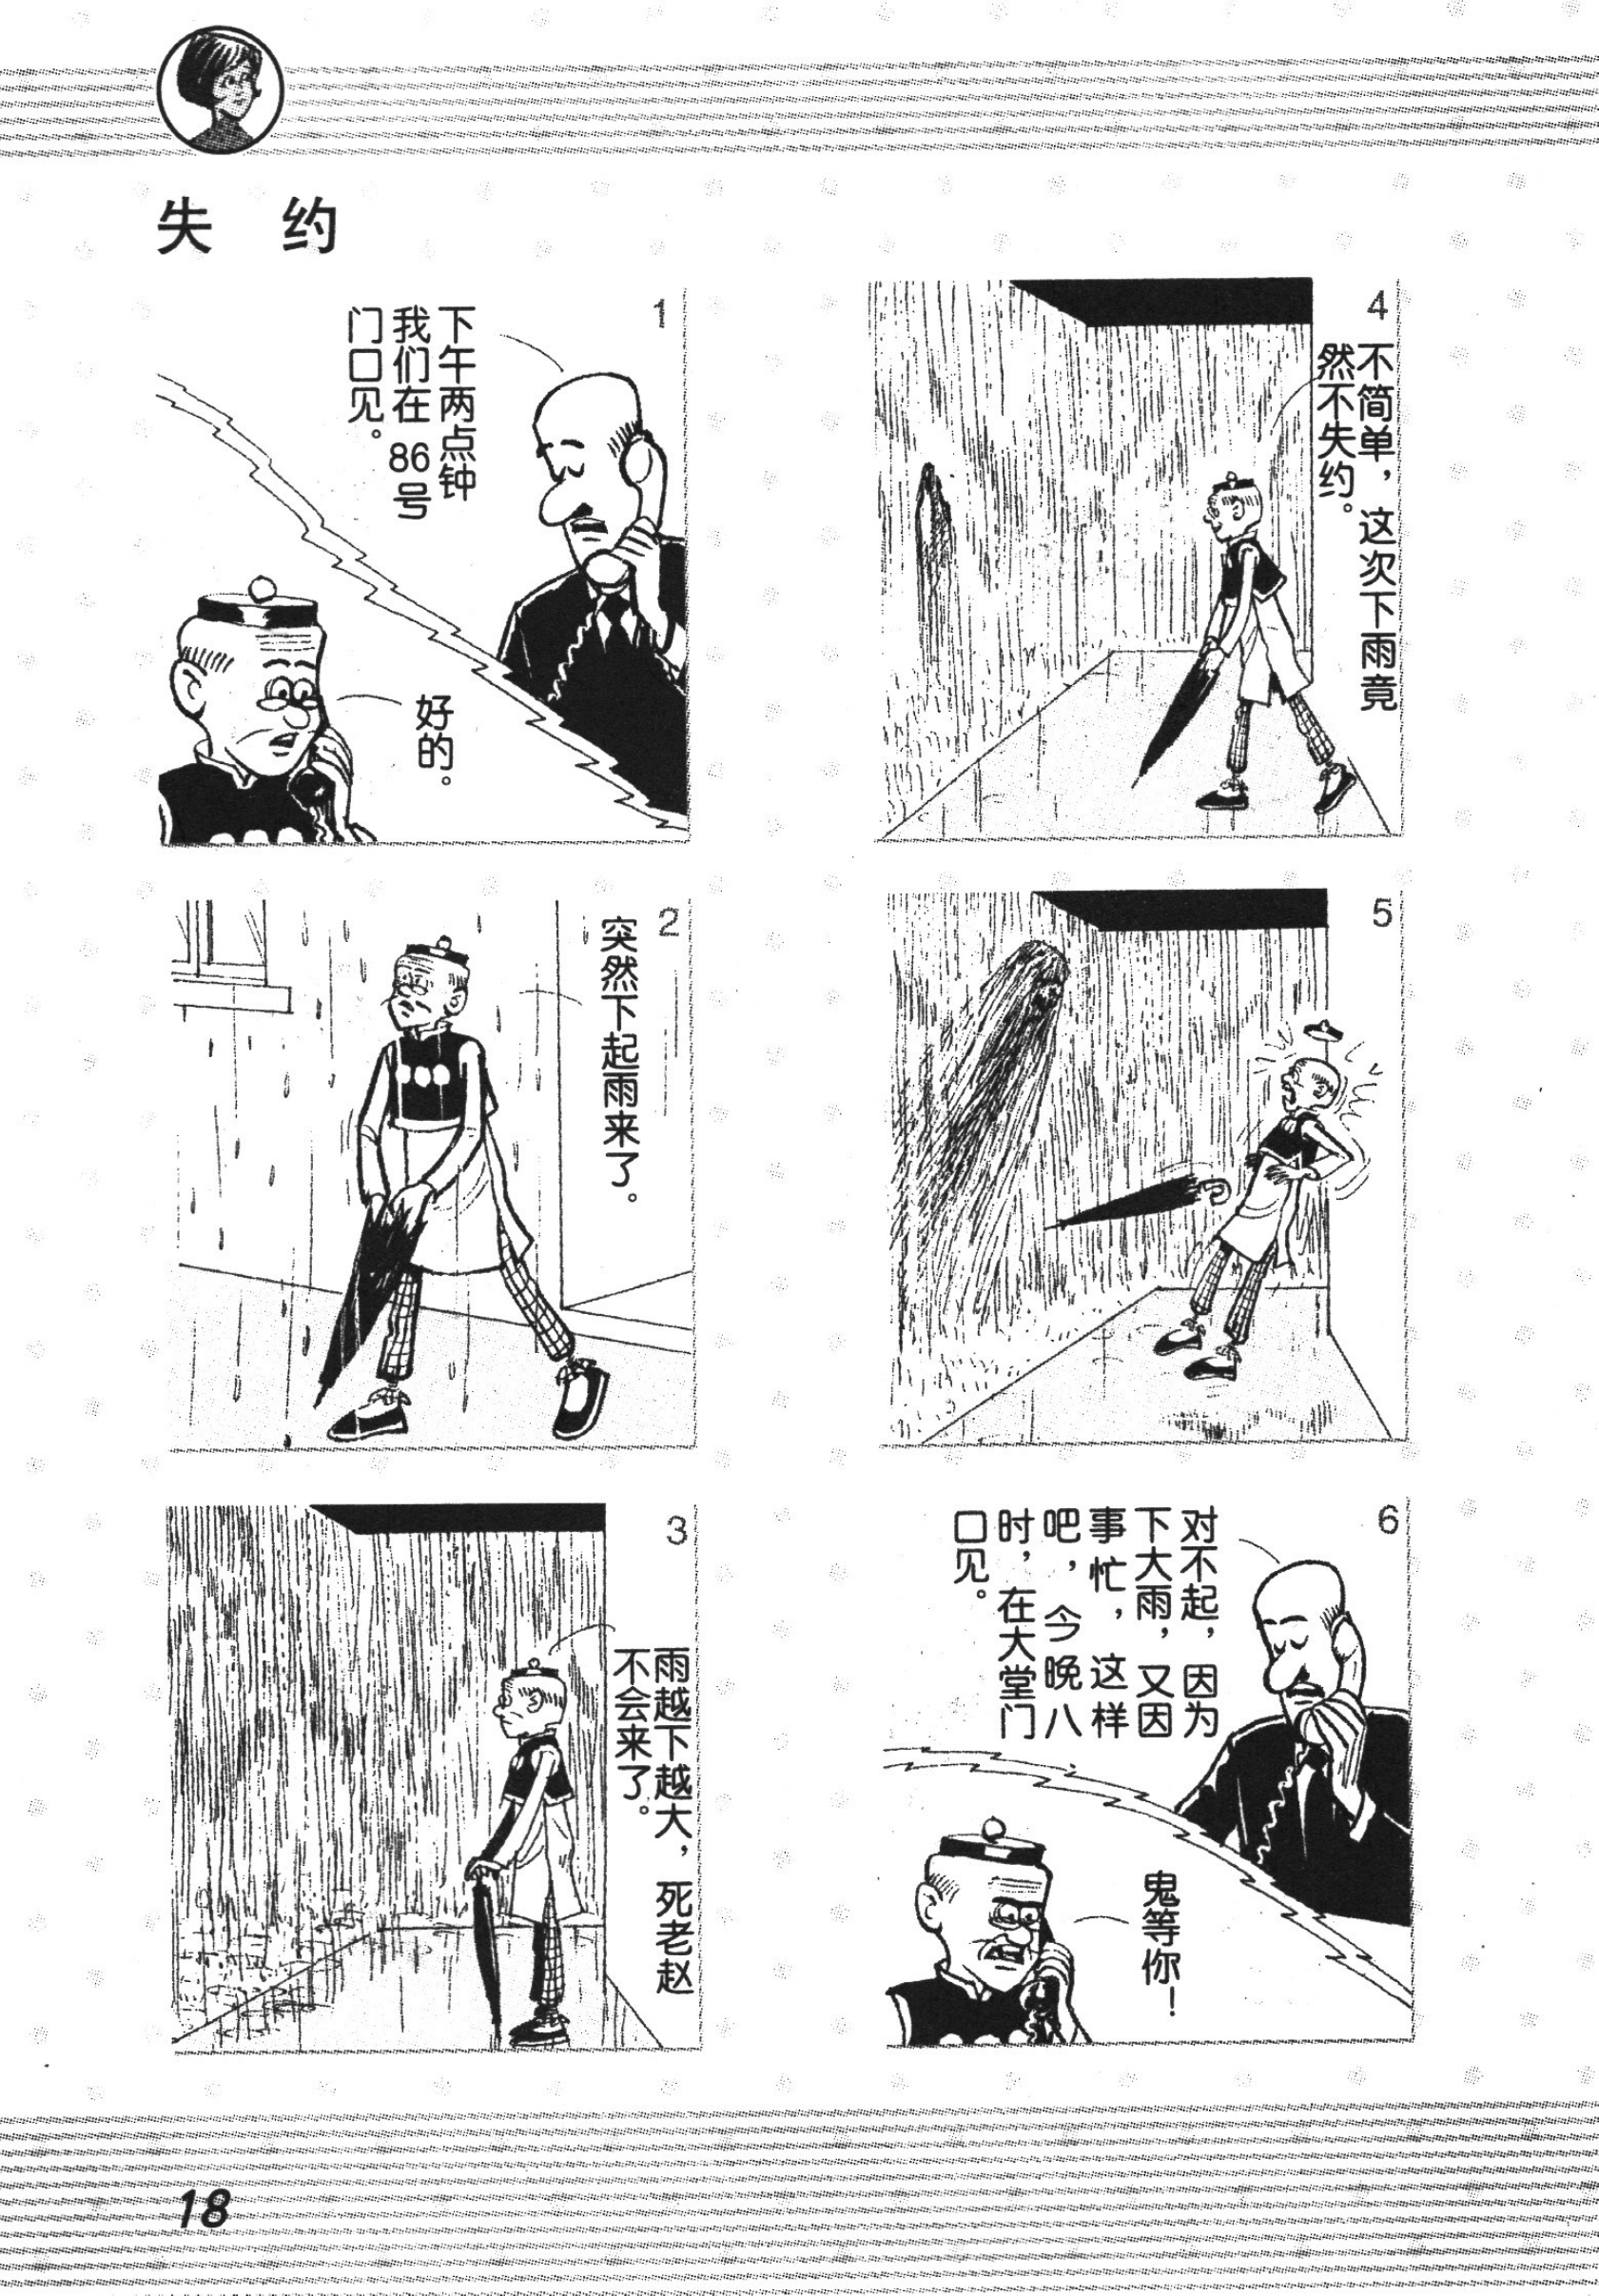 失约
1
下午两点钟
我们在86号
门口见。
好的。
2
突然下起雨来了。
3
雨越下越大，死老赵
不会来了。
4
不简单，这次下雨竟
然不失约。
5
6
对不起，因为
下大雨，又因
事忙，这样
吧，今晚八
时，在大堂门
口见。
鬼等你！
18